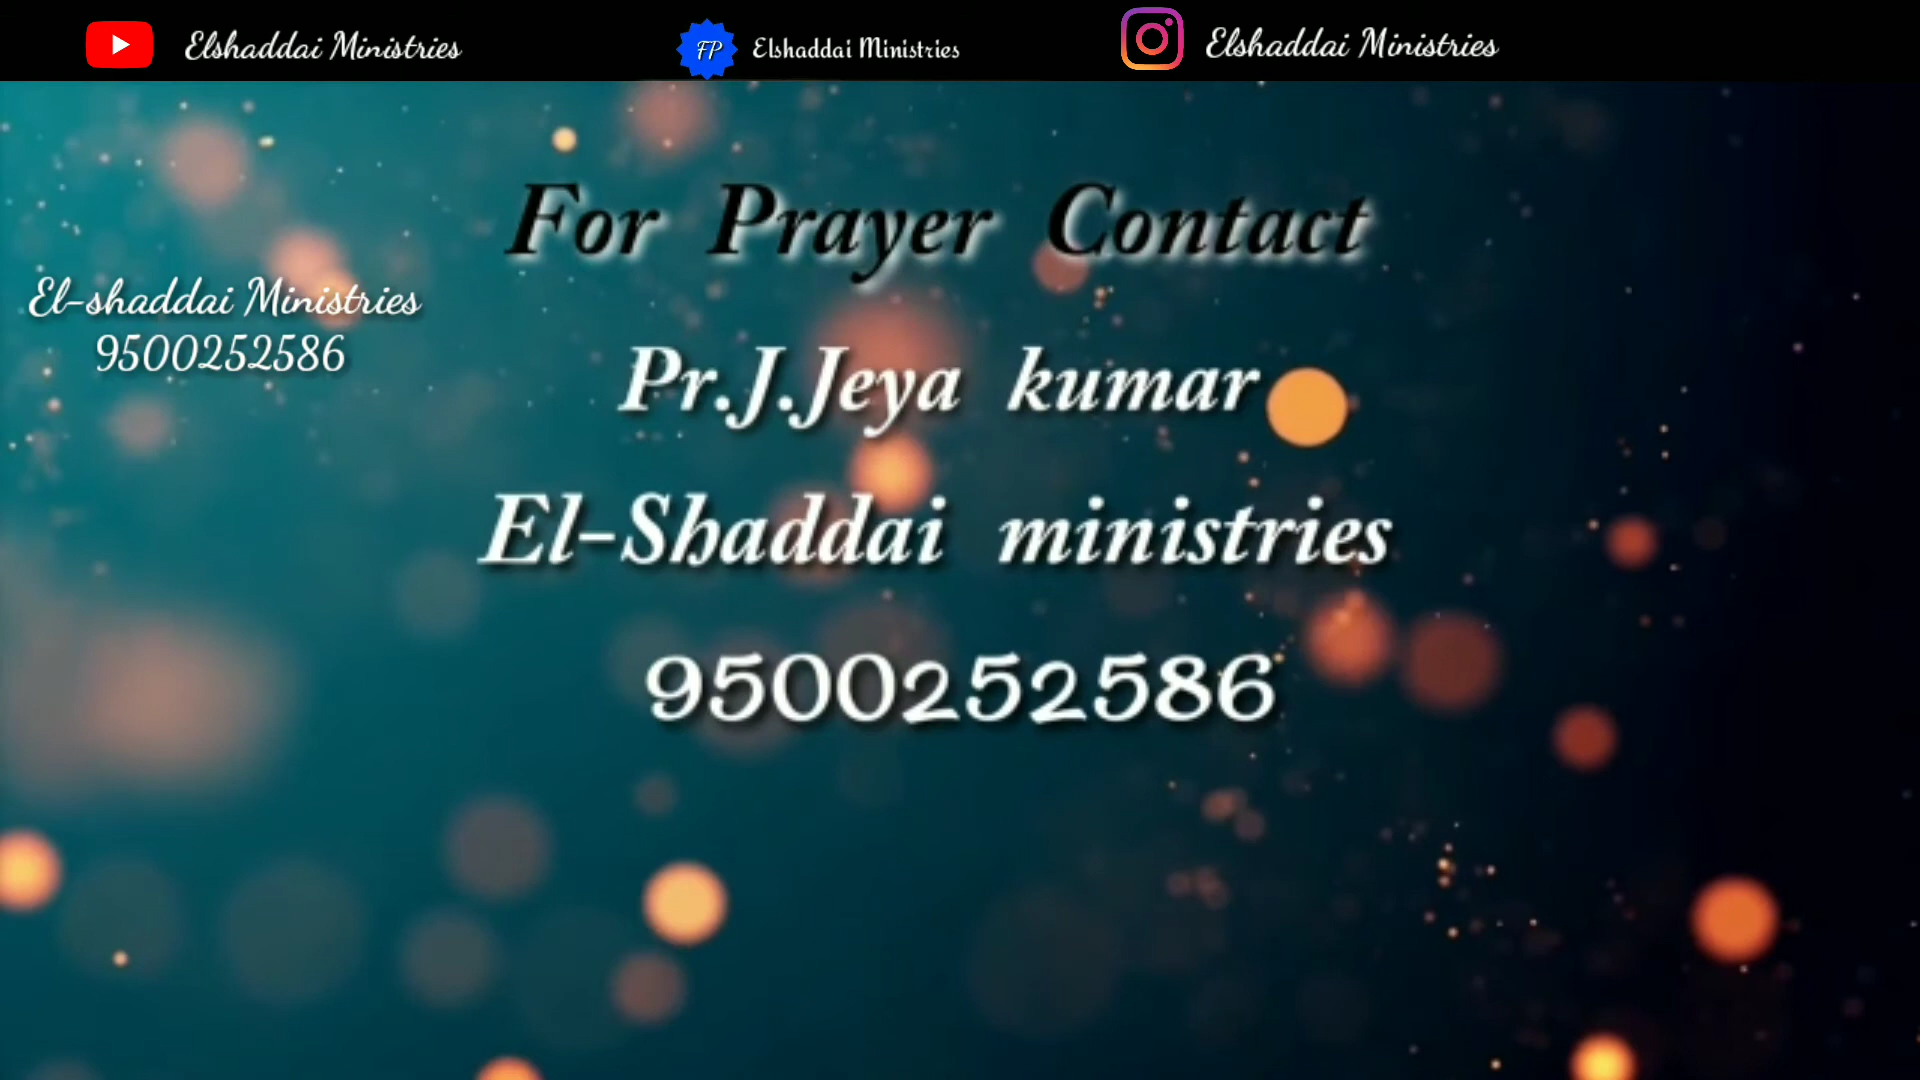 Elshaddai Ministries
FP Elshaddai Ministries
Elshaddai Ministries
For Prayer Contact
El-shaddai Ministries
9500252586
Pr.J.Jeya kumar
El-Shaddai ministries
9500252586